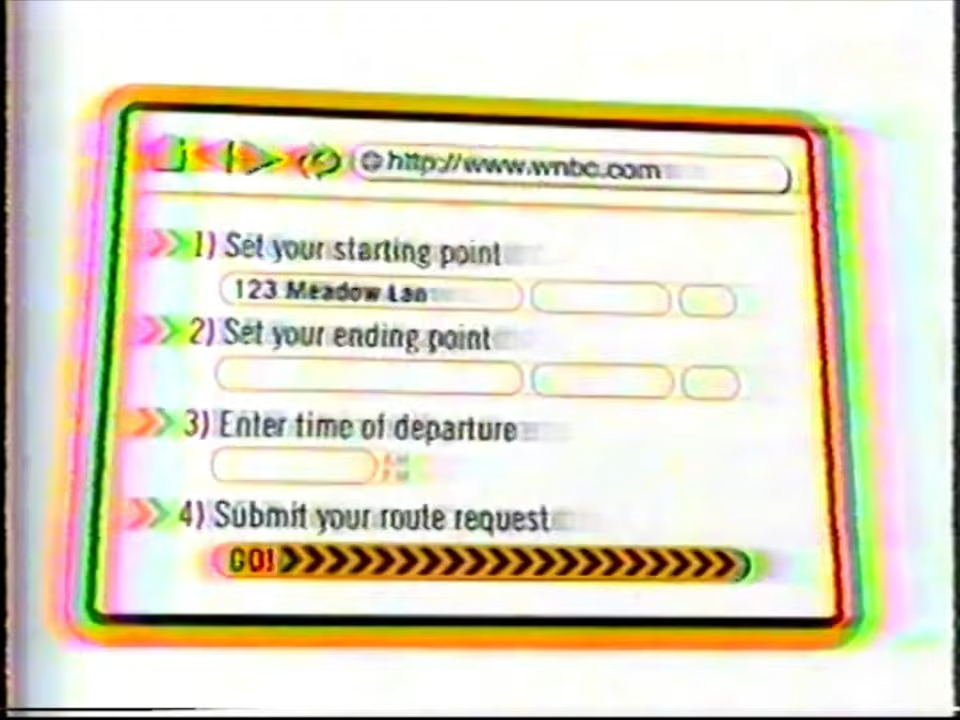 http://www.wnbc.com
1) Set your starting point
123 Meadow Lan
2) Set your ending point
3) Enter time of departure
4) Submit your route request
GO!